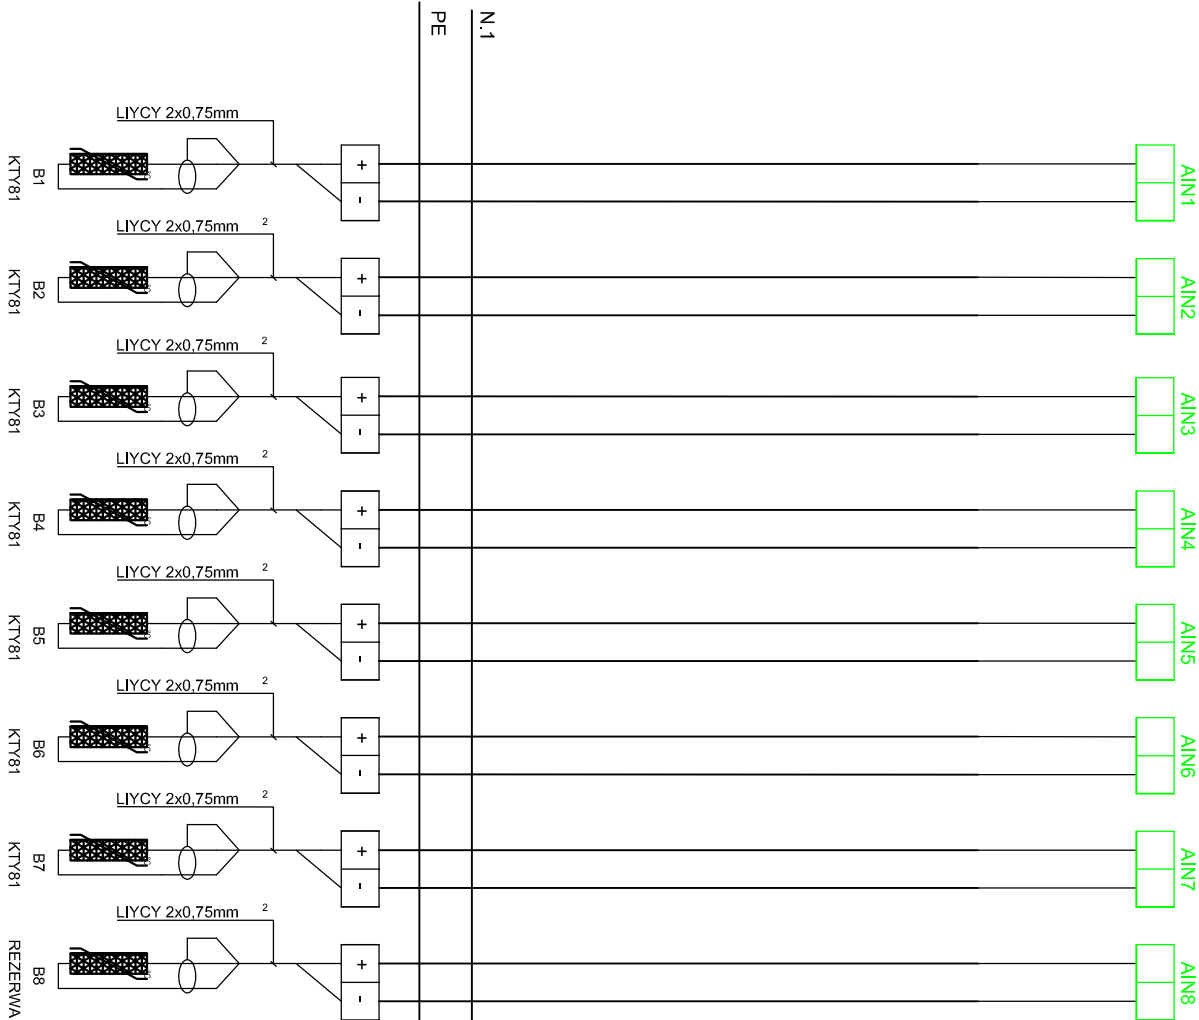 PE
N.1
LIYCY 2x0,75mm
B1
KTY81
+
-
AIN1
LIYCY 2x0,75mm 2
B2
KTY81
+
-
AIN2
LIYCY 2x0,75mm 2
B3
KTY81
+
-
AIN3
LIYCY 2x0,75mm 2
B4
KTY81
+
-
AIN4
LIYCY 2x0,75mm 2
B5
KTY81
+
-
AIN5
LIYCY 2x0,75mm 2
B6
KTY81
+
-
AIN6
LIYCY 2x0,75mm 2
B7
KTY81
+
-
AIN7
LIYCY 2x0,75mm 2
B8
REZERWA
+
-
AIN8